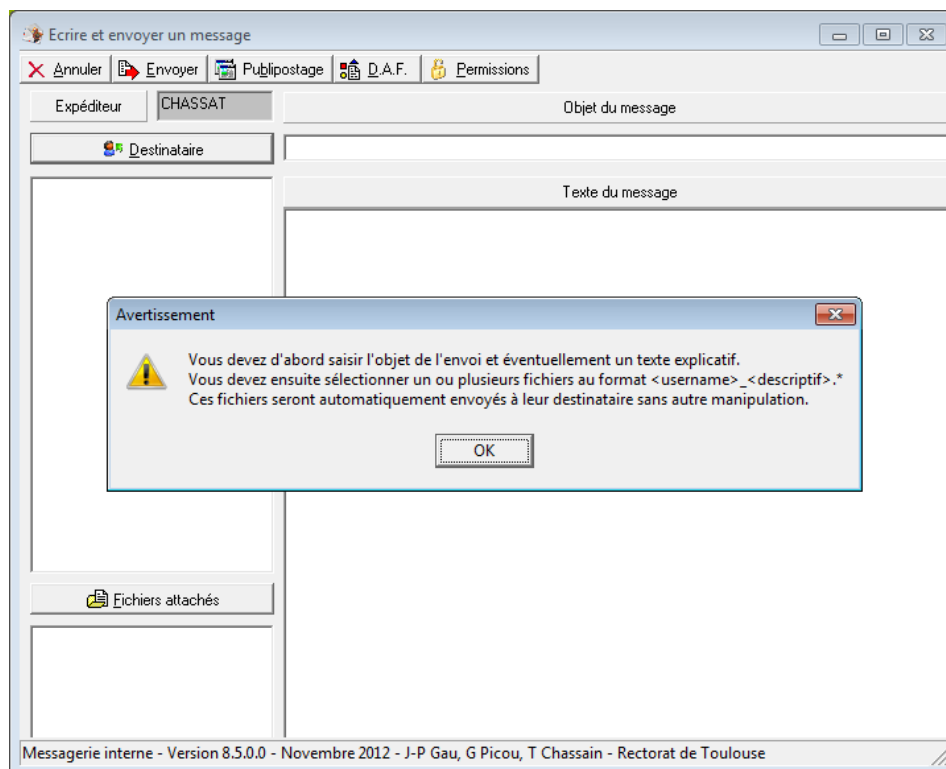 Ecrire et envoyer un message
Annuler Envoyer Publipostage D.A.F. Permissions
Expéditeur CHASSAT Objet du message
Destinataire
Texte du message
Avertissement
Vous devez d'abord saisir l'objet de l'envoi et éventuellement un texte explicatif.
Vous devez ensuite sélectionner un ou plusieurs fichiers au format <username>_<descriptif>.*
Ces fichiers seront automatiquement envoyés à leur destinataire sans autre manipulation.
OK
Fichiers attachés
Messagerie interne - Version 8.5.0.0 - Novembre 2012 - J-P Gau, G Picou, T Chassain - Rectorat de Toulouse